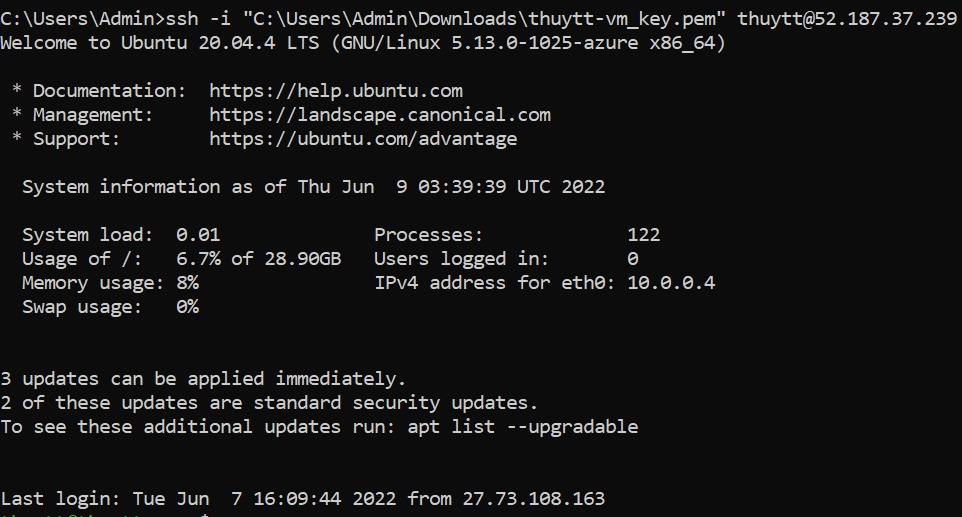 C:\Users\Admin>ssh -i "C:\Users\Admin\Downloads\thuytt-vm_key.pem" thuytt@52.187.37.239
Welcome to Ubuntu 20.04.4 LTS (GNU/Linux 5.13.0-1025-azure x86_64)
* Documentation:  https://help.ubuntu.com
* Management:     https://landscape.canonical.com
* Support:        https://ubuntu.com/advantage
System information as of Thu Jun  9 03:39:39 UTC 2022
System load:  0.01              Processes:             122
Usage of /:   6.7% of 28.90GB   Users logged in:       0
Memory usage: 8%                IPv4 address for eth0: 10.0.0.4
Swap usage:   0%
3 updates can be applied immediately.
2 of these updates are standard security updates.
To see these additional updates run: apt list --upgradable
Last login: Tue Jun  7 16:09:44 2022 from 27.73.108.163